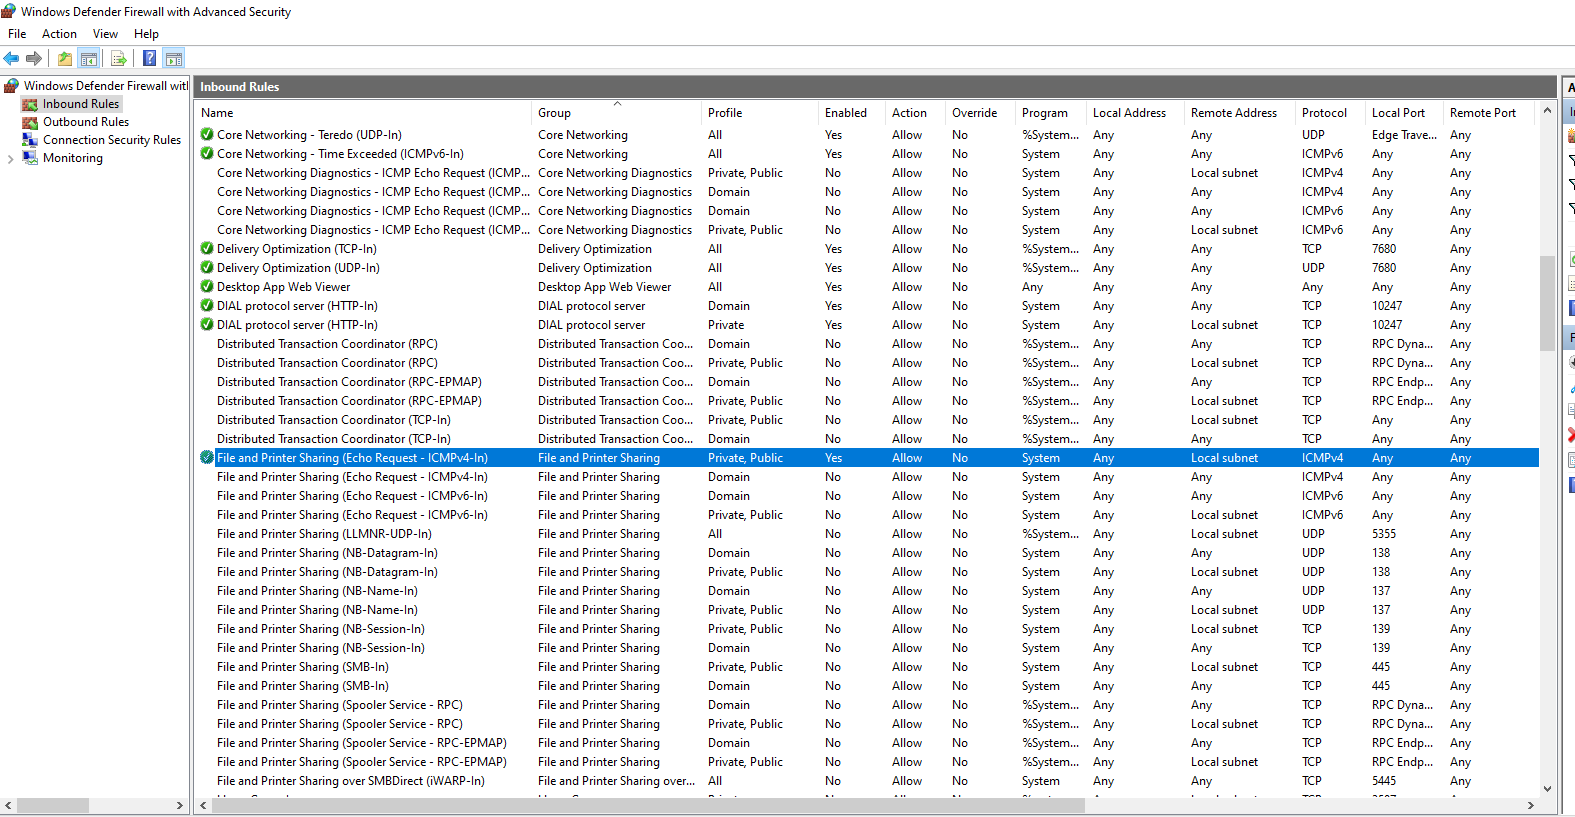 Windows Defender Firewall with Advanced Security
File Action View Help
Windows Defender Firewall with
Inbound Rules
Outbound Rules
Connection Security Rules
Monitoring
Inbound Rules
Name Group Profile Enabled Action Override Program Local Address Remote Address Protocol Local Port Remote Port
Core Networking - Teredo (UDP-In) Core Networking All Yes Allow No %System... Any Any UDP Edge Trave... Any
Core Networking - Time Exceeded (ICMPv6-In) Core Networking All Yes Allow No System Any Any ICMPv6 Any Any
Core Networking Diagnostics - ICMP Echo Request (ICMP... Core Networking Diagnostics Private, Public No Allow No System Any Local subnet ICMPv4 Any Any
Core Networking Diagnostics - ICMP Echo Request (ICMP... Core Networking Diagnostics Domain No Allow No System Any Any ICMPv4 Any Any
Core Networking Diagnostics - ICMP Echo Request (ICMP... Core Networking Diagnostics Domain No Allow No System Any Any ICMPv6 Any Any
Core Networking Diagnostics - ICMP Echo Request (ICMP... Core Networking Diagnostics Private, Public No Allow No System Any Local subnet ICMPv6 Any Any
Delivery Optimization (TCP-In) Delivery Optimization All Yes Allow No %System... Any Any TCP 7680 Any
Delivery Optimization (UDP-In) Delivery Optimization All Yes Allow No %System... Any Any UDP 7680 Any
Desktop App Web Viewer Desktop App Web Viewer All Yes Allow No Any Any Any Any Any Any
DIAL protocol server (HTTP-In) DIAL protocol server Domain Yes Allow No System Any Any TCP 10247 Any
DIAL protocol server (HTTP-In) DIAL protocol server Private Yes Allow No System Any Local subnet TCP 10247 Any
Distributed Transaction Coordinator (RPC) Distributed Transaction Coo... Domain No Allow No %System... Any Any TCP RPC Dyna... Any
Distributed Transaction Coordinator (RPC) Distributed Transaction Coo... Private, Public No Allow No %System... Any Local subnet TCP RPC Dyna... Any
Distributed Transaction Coordinator (RPC-EPMAP) Distributed Transaction Coo... Domain No Allow No %System... Any Any TCP RPC Endp... Any
Distributed Transaction Coordinator (RPC-EPMAP) Distributed Transaction Coo... Private, Public No Allow No %System... Any Local subnet TCP RPC Endp... Any
Distributed Transaction Coordinator (TCP-In) Distributed Transaction Coo... Private, Public No Allow No %System... Any Local subnet TCP Any Any
Distributed Transaction Coordinator (TCP-In) Distributed Transaction Coo... Domain No Allow No %System... Any Any TCP Any Any
File and Printer Sharing (Echo Request - ICMPv4-In) File and Printer Sharing Private, Public Yes Allow No System Any Local subnet ICMPv4 Any Any
File and Printer Sharing (Echo Request - ICMPv4-In) File and Printer Sharing Domain No Allow No System Any Any ICMPv4 Any Any
File and Printer Sharing (Echo Request - ICMPv6-In) File and Printer Sharing Domain No Allow No System Any Any ICMPv6 Any Any
File and Printer Sharing (Echo Request - ICMPv6-In) File and Printer Sharing Private, Public No Allow No System Any Local subnet ICMPv6 Any Any
File and Printer Sharing (LLMNR-UDP-In) File and Printer Sharing All No Allow No %System... Any Local subnet UDP 5355 Any
File and Printer Sharing (NB-Datagram-In) File and Printer Sharing Domain No Allow No System Any Any UDP 138 Any
File and Printer Sharing (NB-Datagram-In) File and Printer Sharing Private, Public No Allow No System Any Local subnet UDP 138 Any
File and Printer Sharing (NB-Name-In) File and Printer Sharing Domain No Allow No System Any Any UDP 137 Any
File and Printer Sharing (NB-Name-In) File and Printer Sharing Private, Public No Allow No System Any Local subnet UDP 137 Any
File and Printer Sharing (NB-Session-In) File and Printer Sharing Private, Public No Allow No System Any Local subnet TCP 139 Any
File and Printer Sharing (NB-Session-In) File and Printer Sharing Domain No Allow No System Any Any TCP 139 Any
File and Printer Sharing (SMB-In) File and Printer Sharing Private, Public No Allow No System Any Local subnet TCP 445 Any
File and Printer Sharing (SMB-In) File and Printer Sharing Domain No Allow No System Any Any TCP 445 Any
File and Printer Sharing (Spooler Service - RPC) File and Printer Sharing Domain No Allow No %System... Any Any TCP RPC Dyna... Any
File and Printer Sharing (Spooler Service - RPC) File and Printer Sharing Private, Public No Allow No %System... Any Local subnet TCP RPC Dyna... Any
File and Printer Sharing (Spooler Service - RPC-EPMAP) File and Printer Sharing Domain No Allow No %System... Any Any TCP RPC Endp... Any
File and Printer Sharing (Spooler Service - RPC-EPMAP) File and Printer Sharing Private, Public No Allow No %System... Any Local subnet TCP RPC Endp... Any
File and Printer Sharing over SMBDirect (iWARP-In) File and Printer Sharing over... All No Allow No System Any Any TCP 5445 Any